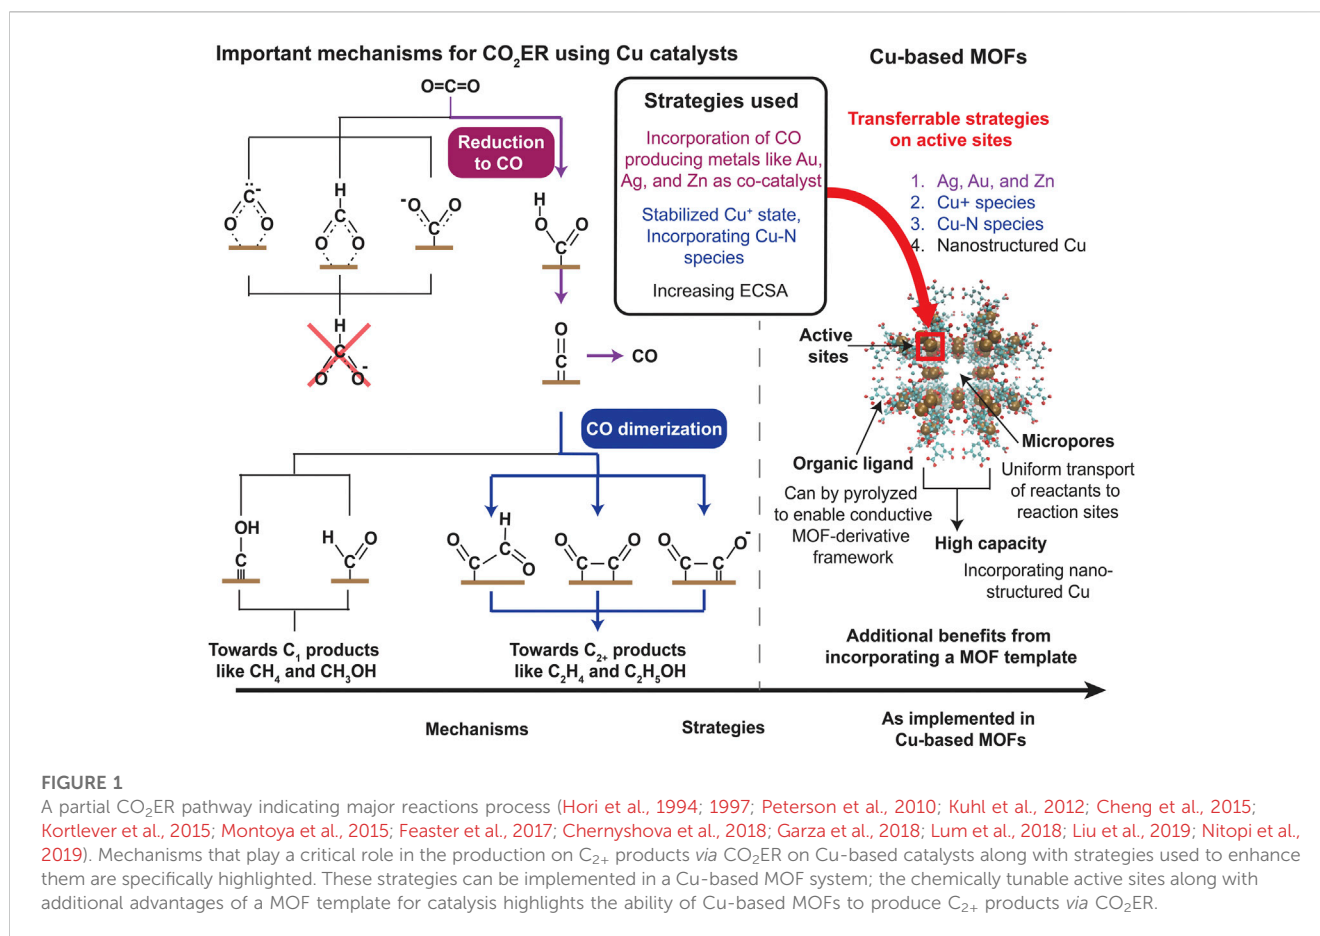 Important mechanisms for CO₂ER using Cu catalysts
Cu-based MOFs
O=C=O
Reduction
to CO
Strategies used
Incorporation of CO
producing metals like Au,
Ag, and Zn as co-catalyst
Stabilized Cu⁺ state,
Incorporating Cu-N
species
Increasing ECSA
Transferrable strategies
on active sites
1. Ag, Au, and Zn
2. Cu+ species
3. Cu-N species
4. Nanostructured Cu
C⁻
O O
H
C
O O
⁻O O
C
H
O O
C
H
C
O O⁻
O
C
CO
Active
sites
Micropores
Uniform transport
of reactants to
reaction sites
Organic ligand
Can by pyrolyzed
to enable conductive
MOF-derivative
framework
High capacity
Incorporating nano-
structured Cu
CO dimerization
OH
C
H O
C
H
O C
C O
O O
C C
O O⁻
C C
Towards C₁ products
like CH₄ and CH₃OH
Towards C₂₊ products
like C₂H₄ and C₂H₅OH
Additional benefits from
incorporating a MOF template
Mechanisms
Strategies
As implemented in
Cu-based MOFs
FIGURE 1
A partial CO₂ER pathway indicating major reactions process (Hori et al., 1994; 1997; Peterson et al., 2010; Kuhl et al., 2012; Cheng et al., 2015;
Kortlever et al., 2015; Montoya et al., 2015; Feaster et al., 2017; Chernyshova et al., 2018; Garza et al., 2018; Lum et al., 2018; Liu et al., 2019; Nitopi et al.,
2019). Mechanisms that play a critical role in the production on C₂₊ products via CO₂ER on Cu-based catalysts along with strategies used to enhance
them are specifically highlighted. These strategies can be implemented in a Cu-based MOF system; the chemically tunable active sites along with
additional advantages of a MOF template for catalysis highlights the ability of Cu-based MOFs to produce C₂₊ products via CO₂ER.